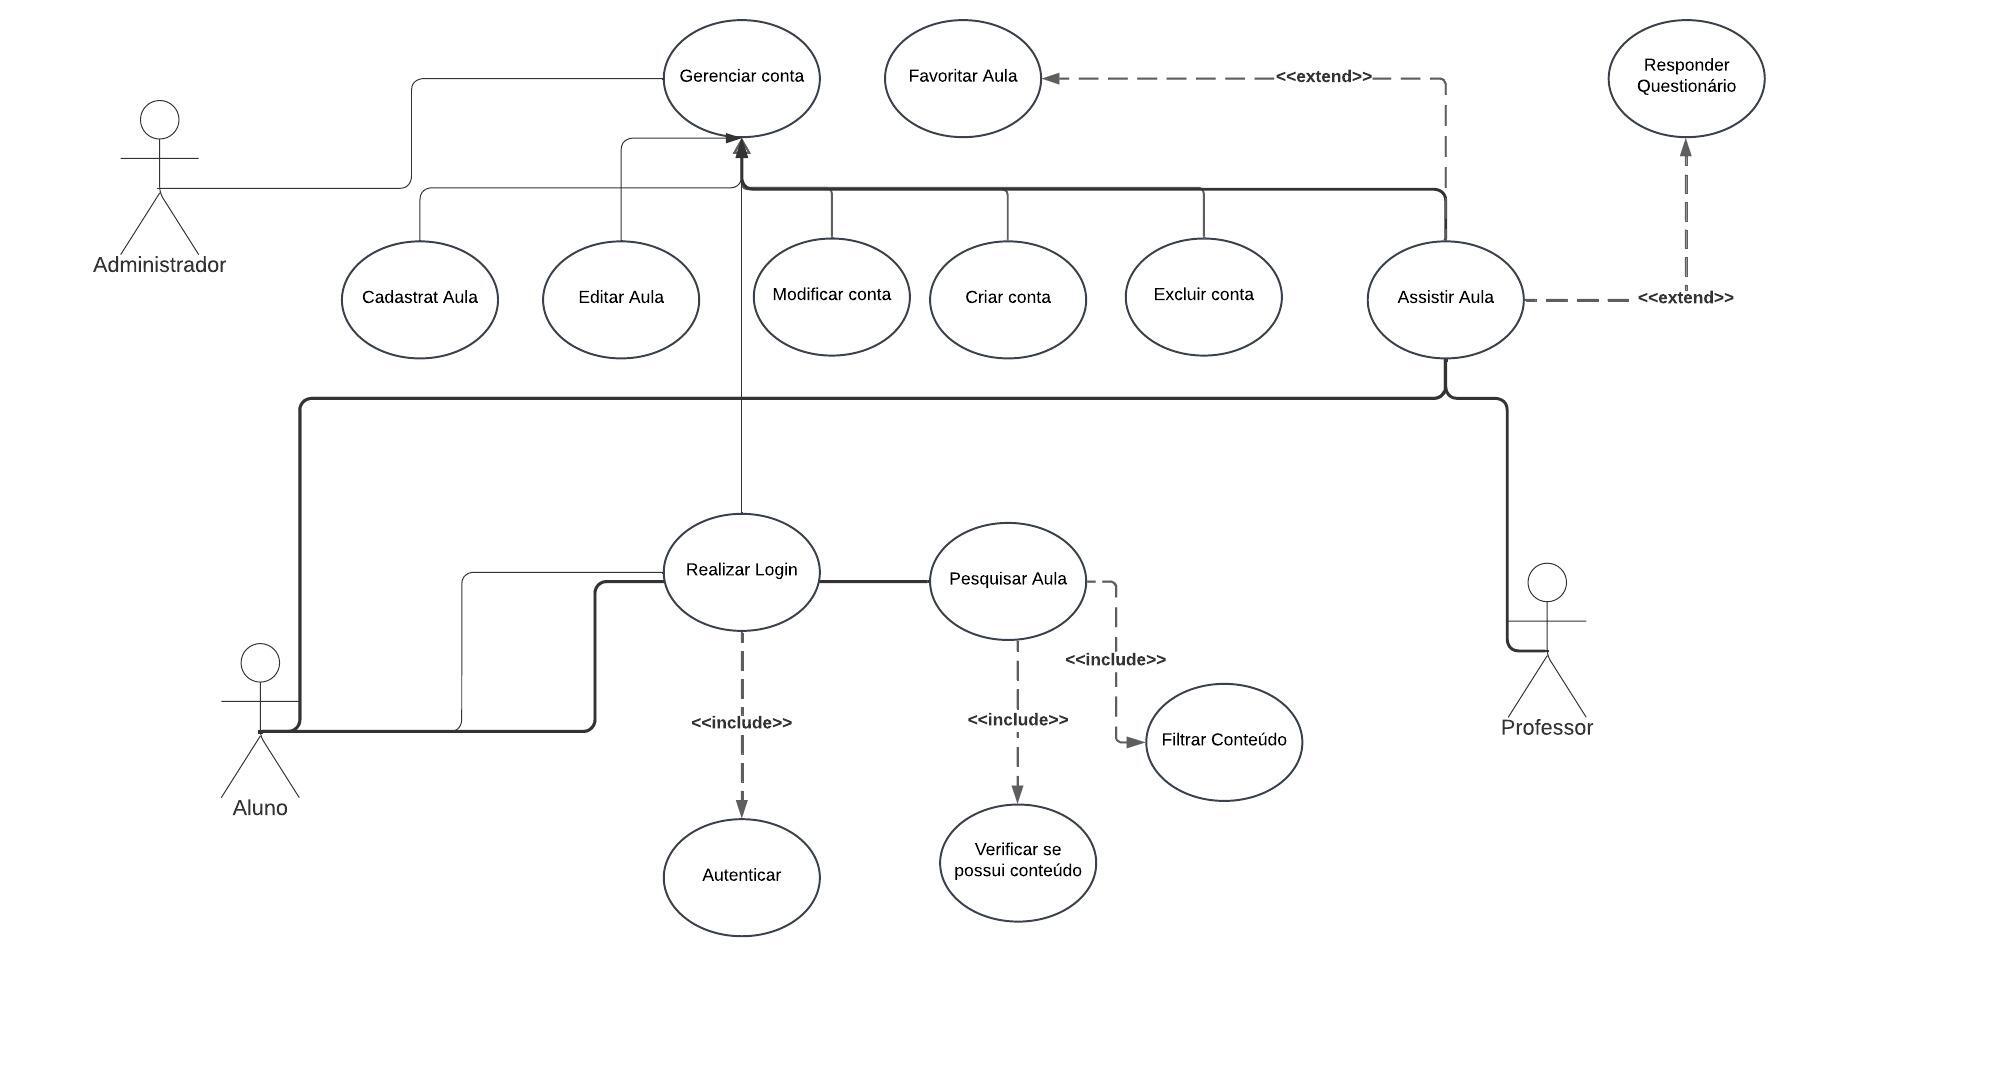 Gerenciar conta
Favoritar Aula
<<extend>>
Responder
Questionário
Administrador
Cadastrat Aula
Editar Aula
Modificar conta
Criar conta
Excluir conta
Assistir Aula
<<extend>>
Realizar Login
Pesquisar Aula
<<include>>
<<include>>
<<include>>
Filtrar Conteúdo
Professor
Aluno
Autenticar
Verificar se
possui conteúdo